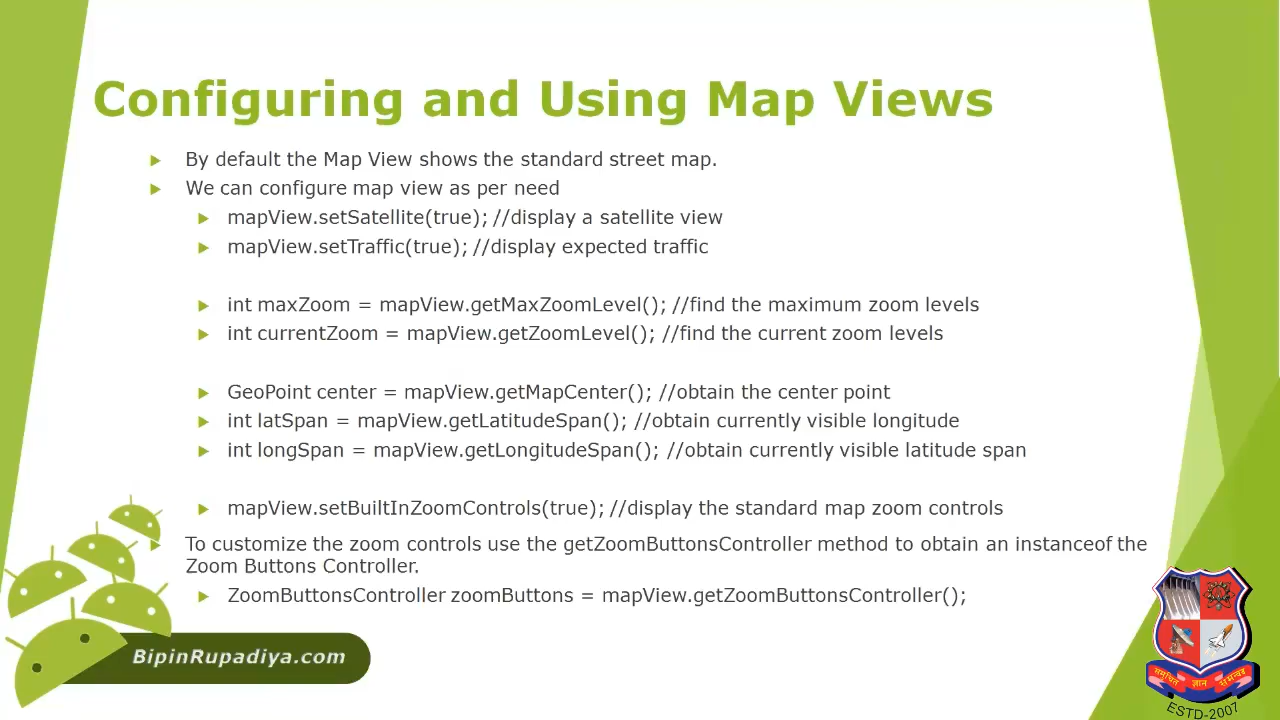 Configuring and Using Map Views
By default the Map View shows the standard street map.
We can configure map view as per need
mapView.setSatellite(true); //display a satellite view
mapView.setTraffic(true); //display expected traffic
int maxZoom = mapView.getMaxZoomLevel(); //find the maximum zoom levels
int currentZoom = mapView.getZoomLevel(); //find the current zoom levels
GeoPoint center = mapView.getMapCenter(); //obtain the center point
int latSpan = mapView.getLatitudeSpan(); //obtain currently visible longitude
int longSpan = mapView.getLongitudeSpan(); //obtain currently visible latitude span
mapView.setBuiltInZoomControls(true); //display the standard map zoom controls
To customize the zoom controls use the getZoomButtonsController method to obtain an instanceof the
Zoom Buttons Controller.
ZoomButtonsController zoomButtons = mapView.getZoomButtonsController();
BipinRupadiya.com
समन्वित ज्ञान समन्वय
ESTD-2007